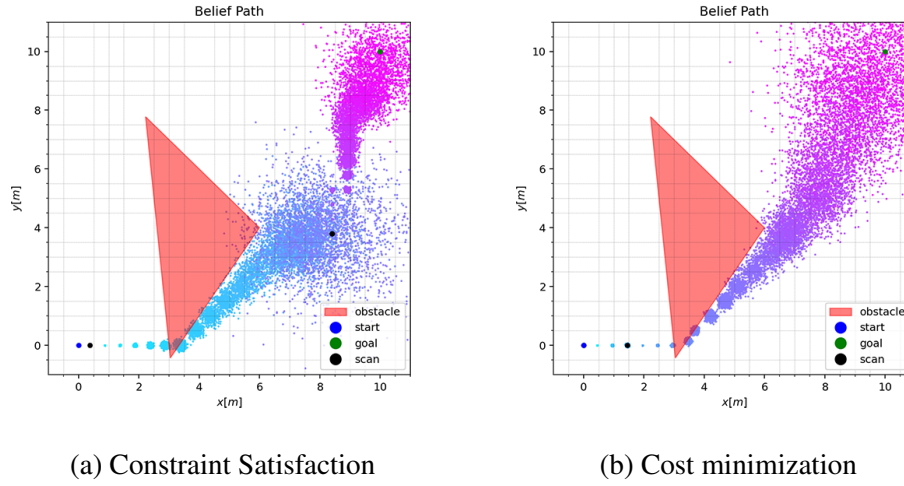 Belief Path
10
8
6
4
2
0
y[m]
0
2
4
6
8
10
x[m]
obstacle
start
goal
scan
(a) Constraint Satisfaction
Belief Path
10
8
6
4
2
0
y[m]
0
2
4
6
8
10
x[m]
obstacle
start
goal
scan
(b) Cost minimization